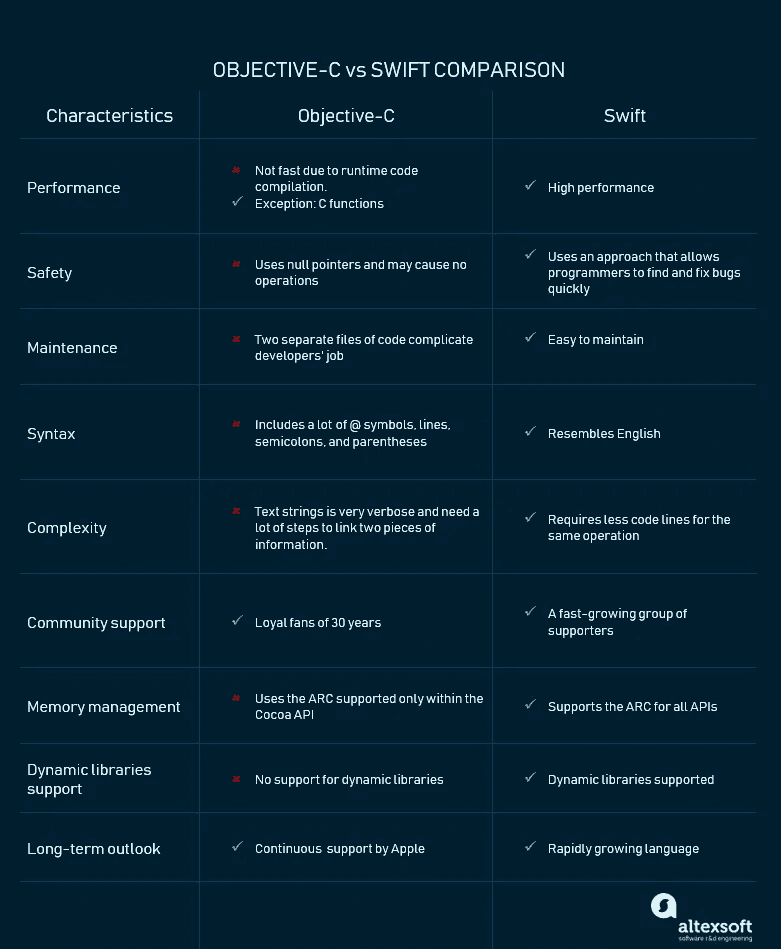 OBJECTIVE-C vs SWIFT COMPARISON
Characteristics
Objective-C
Swift
Performance
Not fast due to runtime code
compilation.
Exception: C functions
High performance
Safety
Uses null pointers and may cause no
operations
Uses an approach that allows
programmers to find and fix bugs
quickly
Maintenance
Two separate files of code complicate
developers' job
Easy to maintain
Syntax
Includes a lot of @ symbols, lines,
semicolons, and parentheses
Resembles English
Complexity
Text strings is very verbose and need a
lot of steps to link two pieces of
information.
Requires less code lines for the
same operation
Community support
Loyal fans of 30 years
A fast-growing group of
supporters
Memory management
Uses the ARC supported only within the
Cocoa API
Supports the ARC for all APIs
Dynamic libraries
support
No support for dynamic libraries
Dynamic libraries supported
Long-term outlook
Continuous support by Apple
Rapidly growing language
altexsoft
software r&d engineering